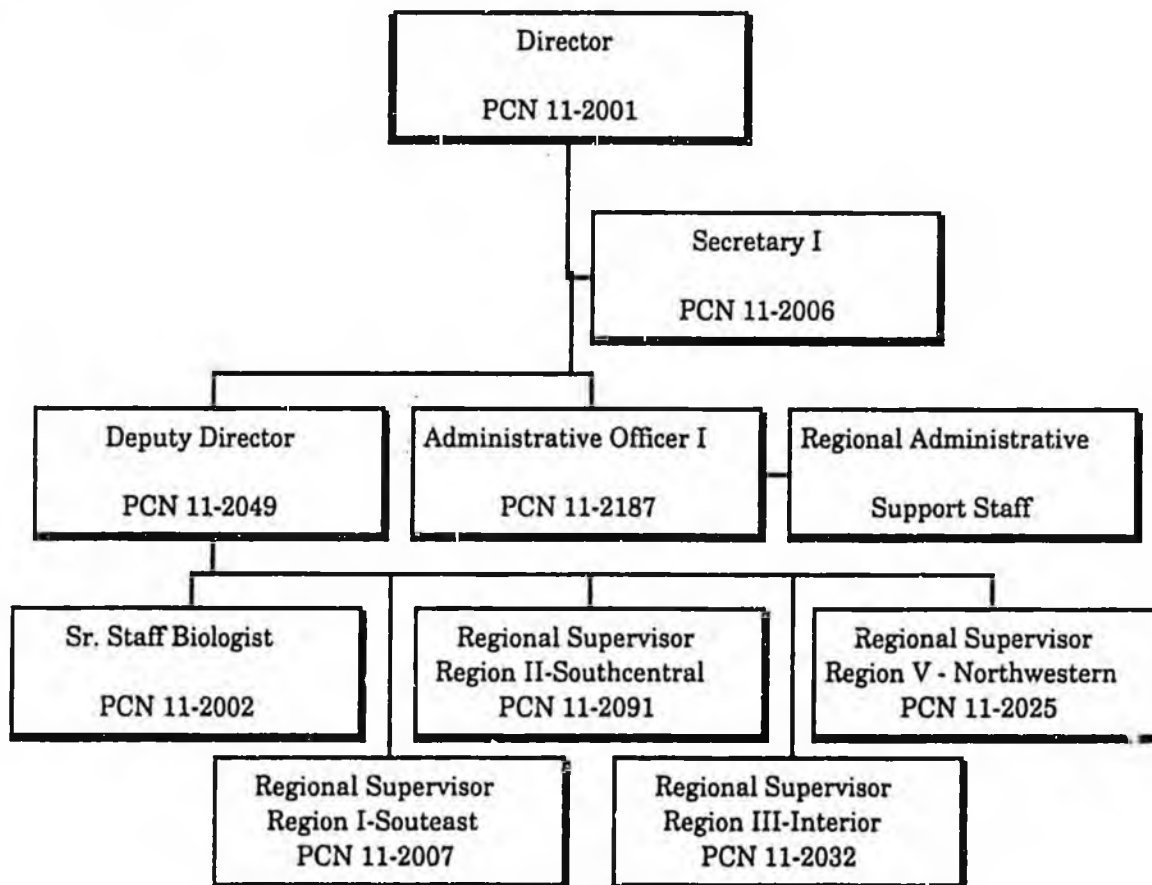 Director
PCN 11-2001
Secretary I
PCN 11-2006
Deputy Director
PCN 11-2049
Administrative Officer I
PCN 11-2187
Regional Administrative
Support Staff
Sr. Staff Biologist
PCN 11-2002
Regional Supervisor
Region II-Southcentral
PCN 11-2091
Regional Supervisor
Region V - Northwestern
PCN 11-2025
Regional Supervisor
Region I-Souteast
PCN 11-2007
Regional Supervisor
Region III-Interior
PCN 11-2032